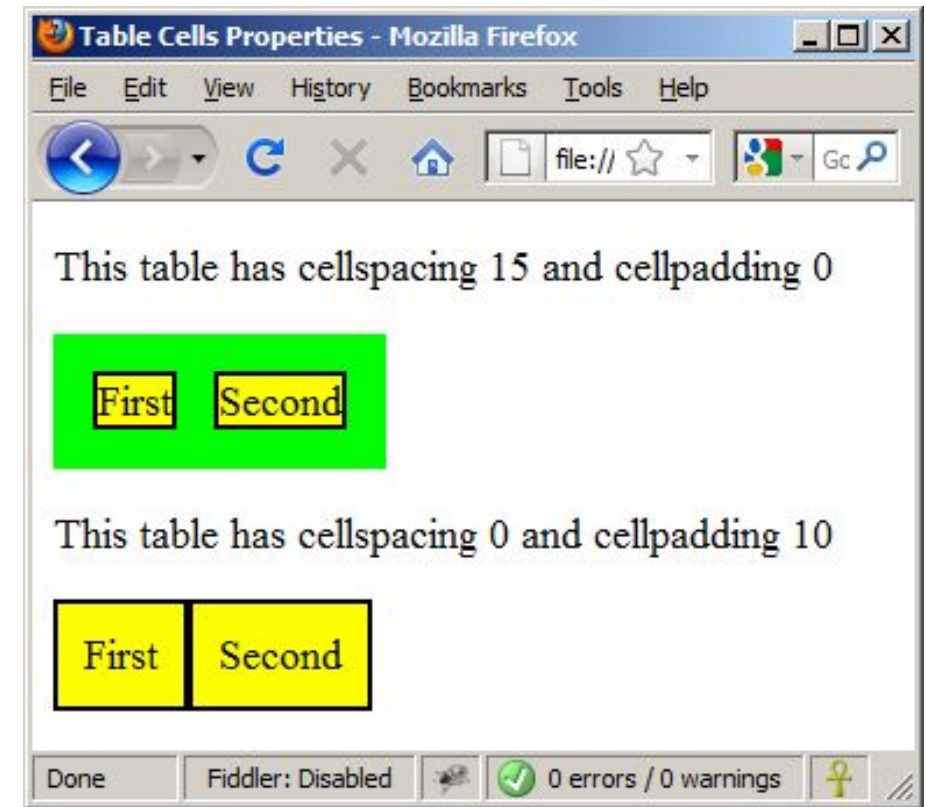 Table Cells Properties - Mozilla Firefox
File Edit View History Bookmarks Tools Help
file:// Go
This table has cellspacing 15 and cellpadding 0
First Second
This table has cellspacing 0 and cellpadding 10
First Second
Done Fiddler: Disabled 0 errors / 0 warnings